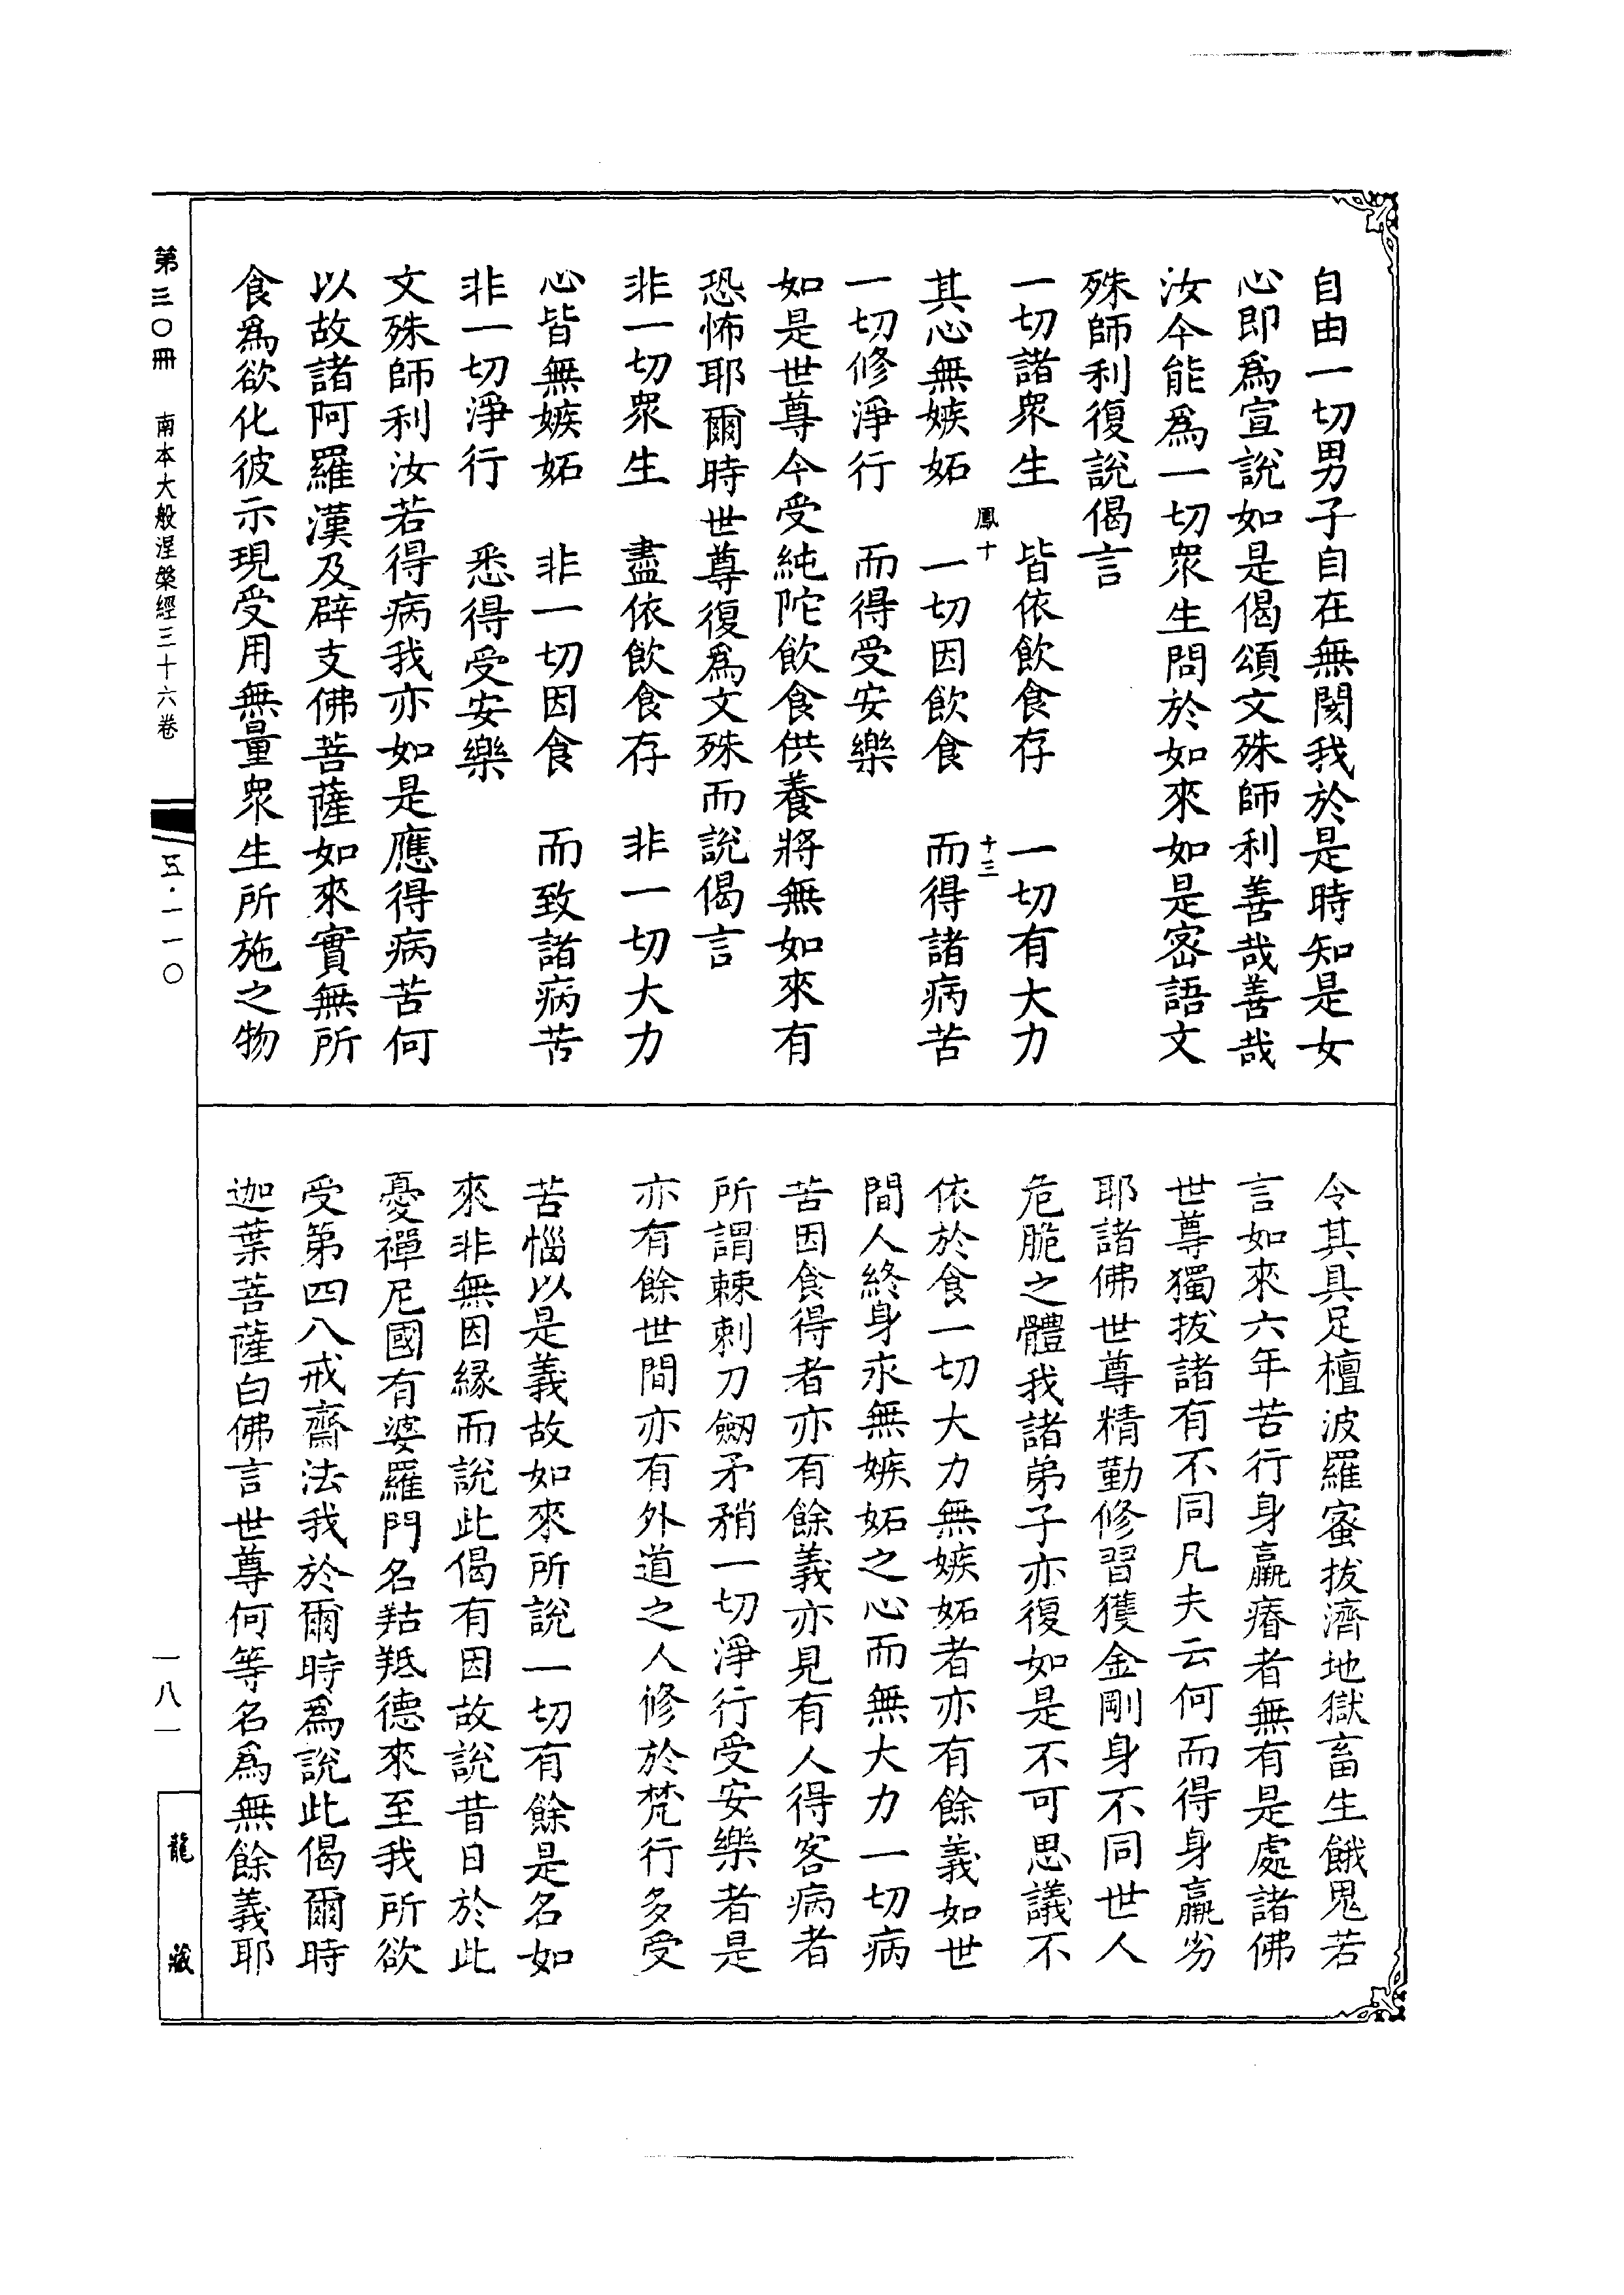 自由一切男子自在無閡我於是時知是女
心即爲宣說如是偈頌文殊師利善哉善哉
汝今能爲一切衆生問於如來如是密語文
殊師利復說偈言
一切諸衆生　皆依飲食存　一切有大力
鳳十　十三
其心無嫉妬　一切因飲食　而得諸病苦
一切修淨行　而得受安樂
如是世尊今受純陀飲食供養將無如來有
恐怖耶爾時世尊復爲文殊而說偈言
非一切衆生　盡依飲食存　非一切大力
心皆無嫉妬　非一切因食　而致諸病苦
非一切淨行　悉得受安樂
文殊師利汝若得病我亦如是應得病苦何
以故諸阿羅漢及辟支佛菩薩如來實無所
食爲欲化彼示現受用無量衆生所施之物
令其具足檀波羅蜜拔濟地獄畜生餓鬼若
言如來六年苦行身羸瘠者無有是處諸佛
世尊獨拔諸有不同凡夫云何而得身羸劣
耶諸佛世尊精勤修習獲金剛身不同世人
危脆之體我諸弟子亦復如是不可思議不
依於食一切大力無嫉妬者亦有餘義如世
間人終身永無嫉妬之心而無大力一切病
苦因食得者亦有餘義亦見有人得客病者
所謂棘刺刀劒矛矟一切淨行受安樂者是
亦有餘世間亦有外道之人修於梵行多受
苦惱以是義故如來所說一切有餘是名如
來非無因緣而說此偈有因故說昔日於此
憂禪尼國有婆羅門名羖羝德來至我所欲
受第四八戒齋法我於爾時爲說此偈爾時
迦葉菩薩白佛言世尊何等名爲無餘義耶
第三〇冊　南本大般涅槃經三十六卷
五·一一〇
一八一
龍藏